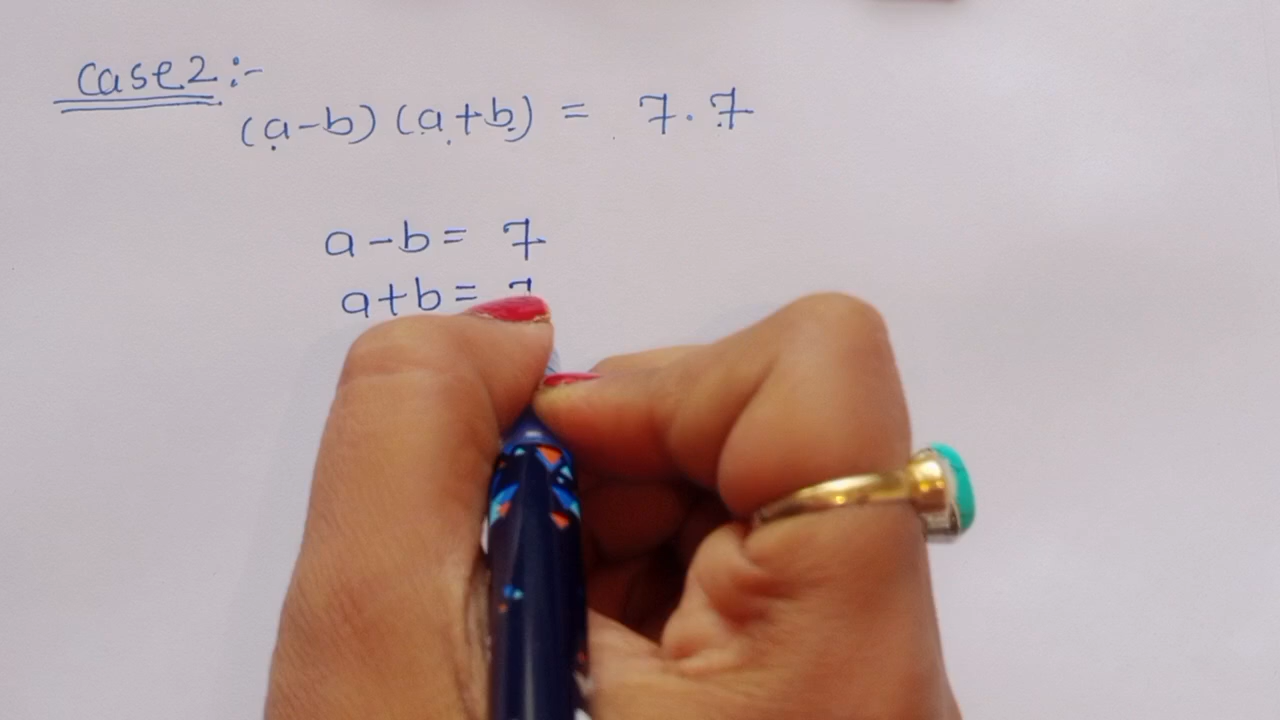 Case2:-
(a-b) (a+b) = 7.7
a-b= 7
a+b=